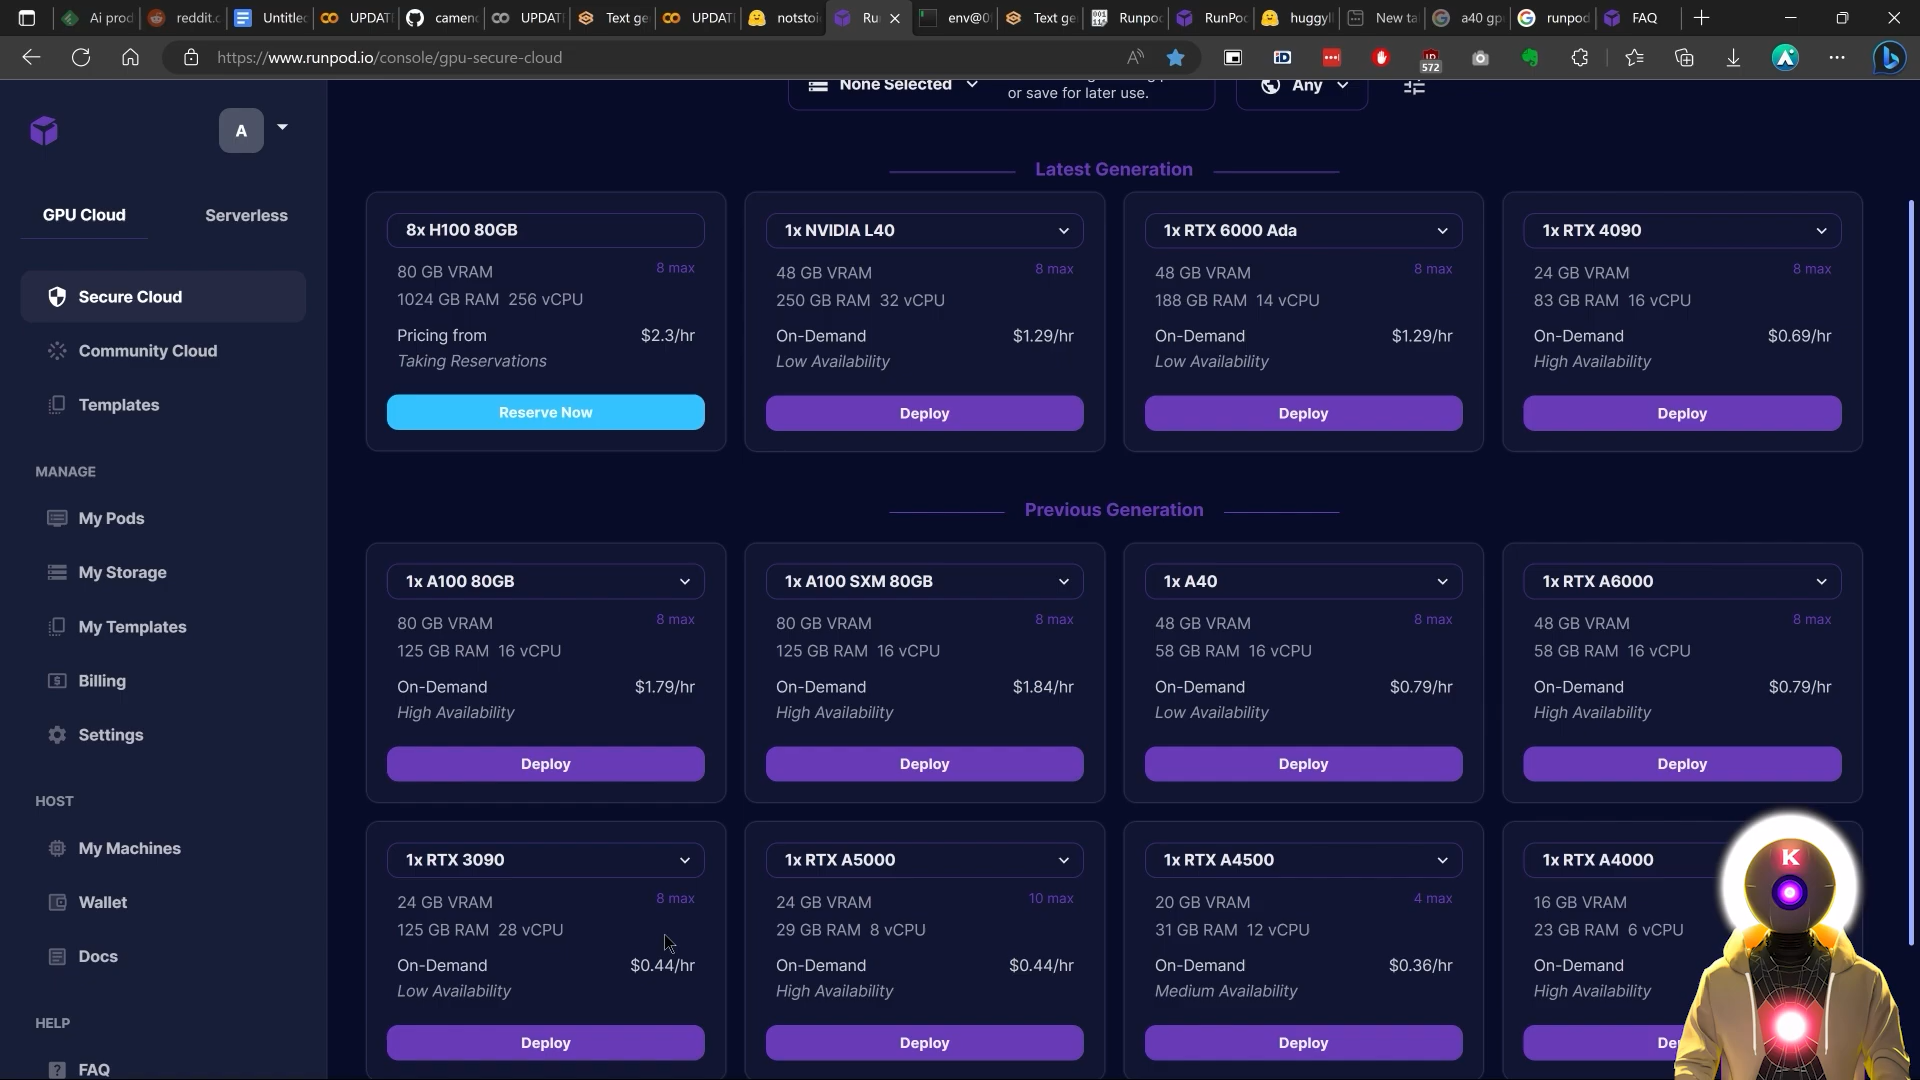 Ai prod
reddit.c
Untitlec
UPDATI
camenc
UPDATI
Text ge
UPDATI
notstoi
Ru
env@0
Text ge
Runpo
RunPoc
huggyll
New ta
a40 gp
runpod
FAQ
https://www.runpod.io/console/gpu-secure-cloud
572
None Selected
or save for later use.
Any
A
GPU Cloud
Serverless
Secure Cloud
Community Cloud
Templates
MANAGE
My Pods
My Storage
My Templates
Billing
Settings
HOST
My Machines
Wallet
Docs
HELP
FAQ
Latest Generation
8x H100 80GB
80 GB VRAM 8 max
1024 GB RAM 256 vCPU
Pricing from $2.3/hr
Taking Reservations
Reserve Now
1x NVIDIA L40
48 GB VRAM 8 max
250 GB RAM 32 vCPU
On-Demand $1.29/hr
Low Availability
Deploy
1x RTX 6000 Ada
48 GB VRAM 8 max
188 GB RAM 14 vCPU
On-Demand $1.29/hr
Low Availability
Deploy
1x RTX 4090
24 GB VRAM 8 max
83 GB RAM 16 vCPU
On-Demand $0.69/hr
High Availability
Deploy
Previous Generation
1x A100 80GB
80 GB VRAM 8 max
125 GB RAM 16 vCPU
On-Demand $1.79/hr
High Availability
Deploy
1x A100 SXM 80GB
80 GB VRAM 8 max
125 GB RAM 16 vCPU
On-Demand $1.84/hr
High Availability
Deploy
1x A40
48 GB VRAM 8 max
58 GB RAM 16 vCPU
On-Demand $0.79/hr
Low Availability
Deploy
1x RTX A6000
48 GB VRAM 8 max
58 GB RAM 16 vCPU
On-Demand $0.79/hr
High Availability
Deploy
1x RTX 3090
24 GB VRAM 8 max
125 GB RAM 28 vCPU
On-Demand $0.44/hr
Low Availability
Deploy
1x RTX A5000
24 GB VRAM 10 max
29 GB RAM 8 vCPU
On-Demand $0.44/hr
High Availability
Deploy
1x RTX A4500
20 GB VRAM 4 max
31 GB RAM 12 vCPU
On-Demand $0.36/hr
Medium Availability
Deploy
1x RTX A4000
16 GB VRAM
23 GB RAM 6 vCPU
On-Demand
High Availability
De
K